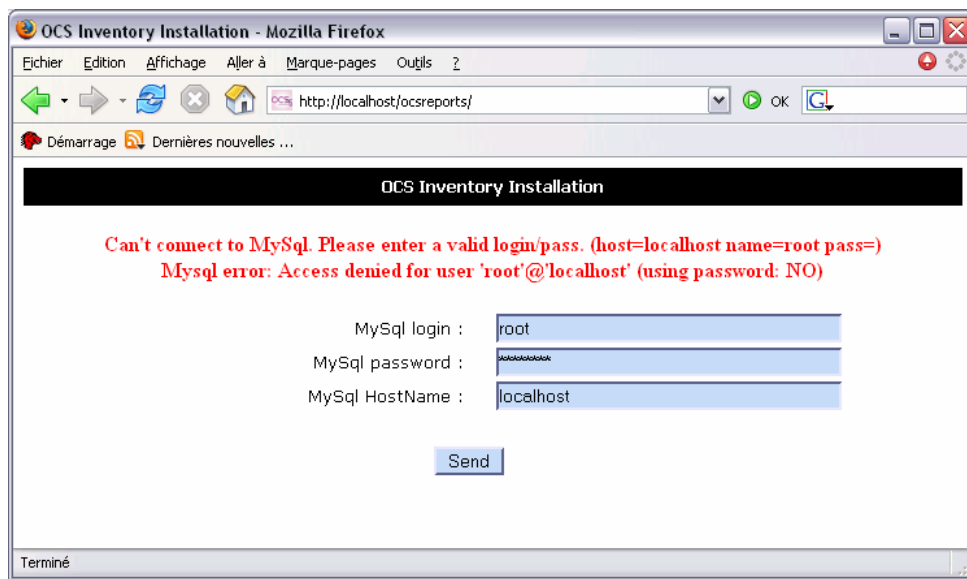 OCS Inventory Installation - Mozilla Firefox
Fichier Edition Affichage Aller à Marque-pages Outils ?
OCS http://localhost/ocsreports/ OK G
Démarrage Dernières nouvelles ...
OCS Inventory Installation
Can't connect to MySql. Please enter a valid login/pass. (host=localhost name=root pass=)
Mysql error: Access denied for user 'root'@'localhost' (using password: NO)
MySql login : root
MySql password : *********
MySql HostName : localhost
Send
Terminé